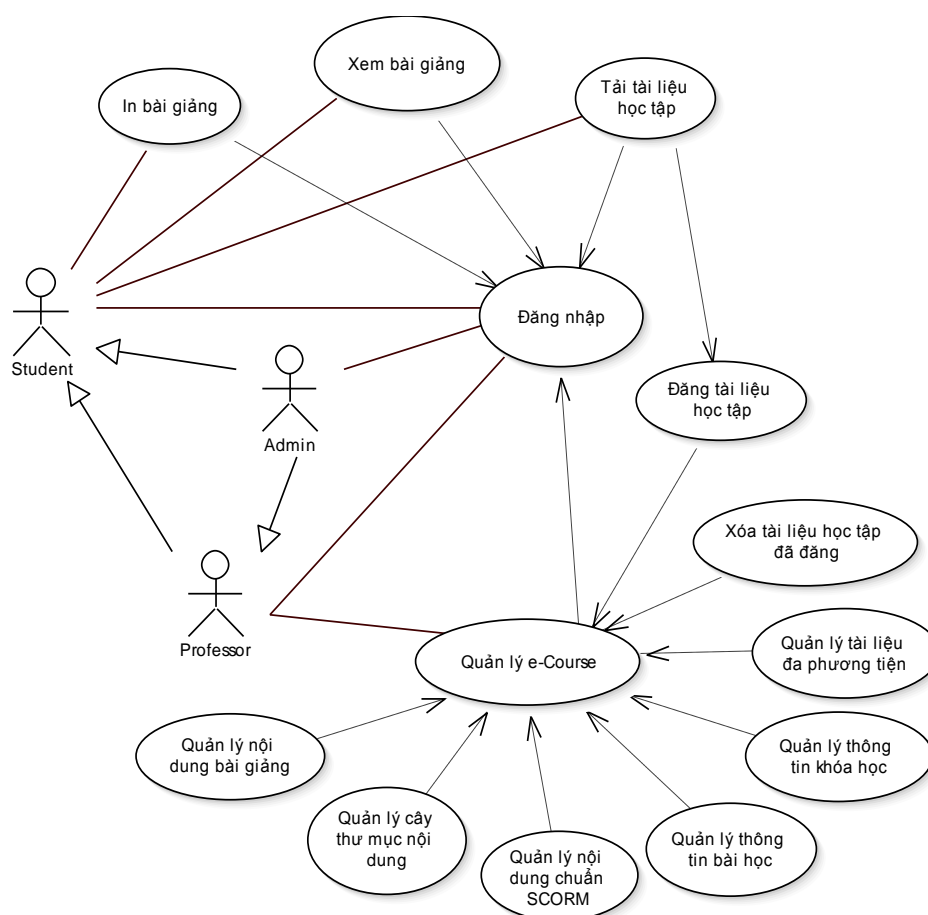 Xem bài giảng
Tải tài liệu
học tập
In bài giảng
Đăng nhập
Student
Đăng tài liệu
học tập
Admin
Xóa tài liệu học tập
đã đăng
Professor
Quản lý e-Course
Quản lý tài liệu
đa phương tiện
Quản lý nội
dung bài giảng
Quản lý thông
tin khóa học
Quản lý cây
thư mục nội
dung
Quản lý nội
dung chuẩn
SCORM
Quản lý thông
tin bài học